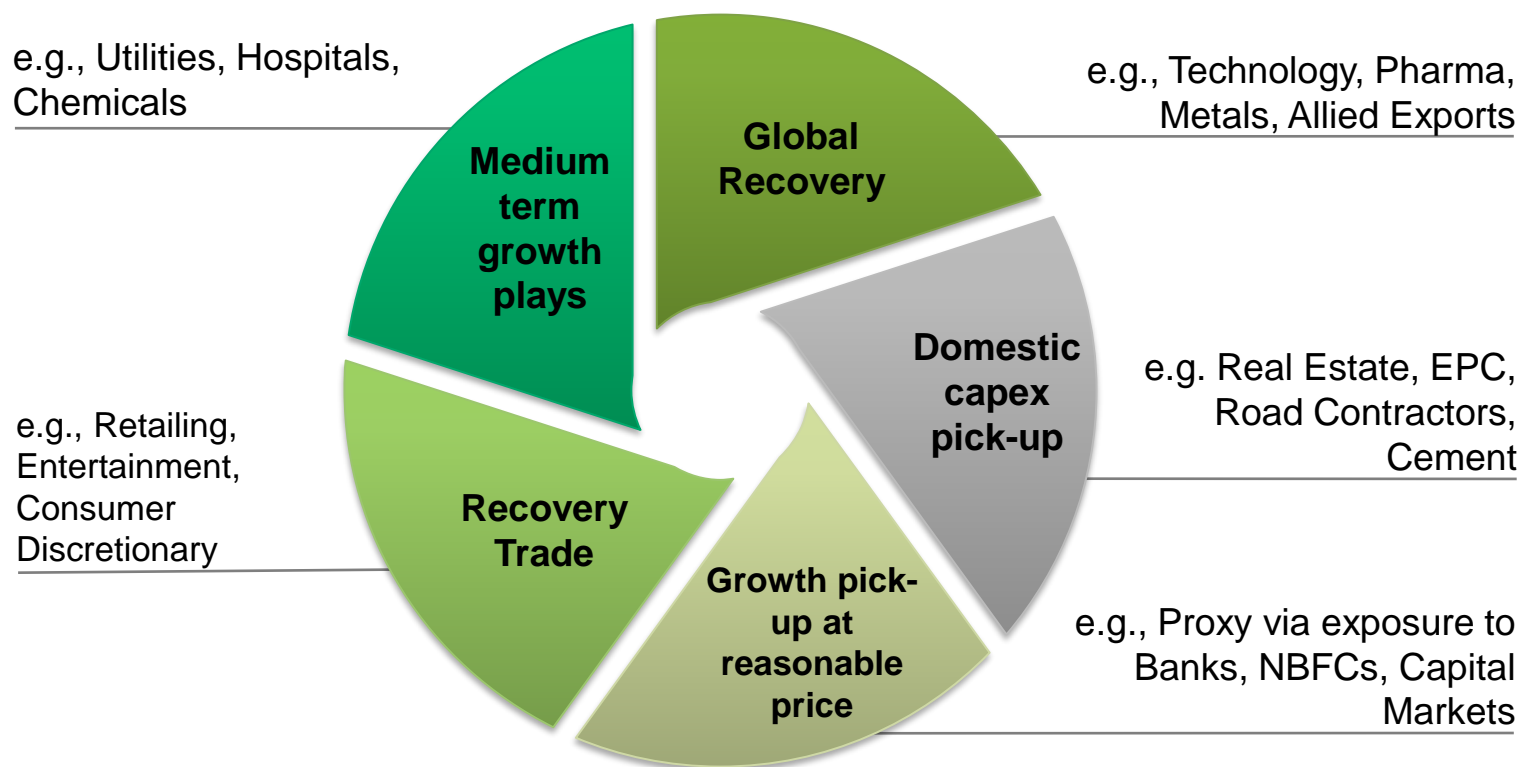 e.g., Utilities, Hospitals,
Chemicals
Medium
term
growth
plays
Global
Recovery
e.g., Technology, Pharma,
Metals, Allied Exports
Domestic
capex
pick-up
e.g. Real Estate, EPC,
Road Contractors,
Cement
e.g., Retailing,
Entertainment,
Consumer
Discretionary
Recovery
Trade
Growth pick-
up at
reasonable
price
e.g., Proxy via exposure to
Banks, NBFCs, Capital
Markets